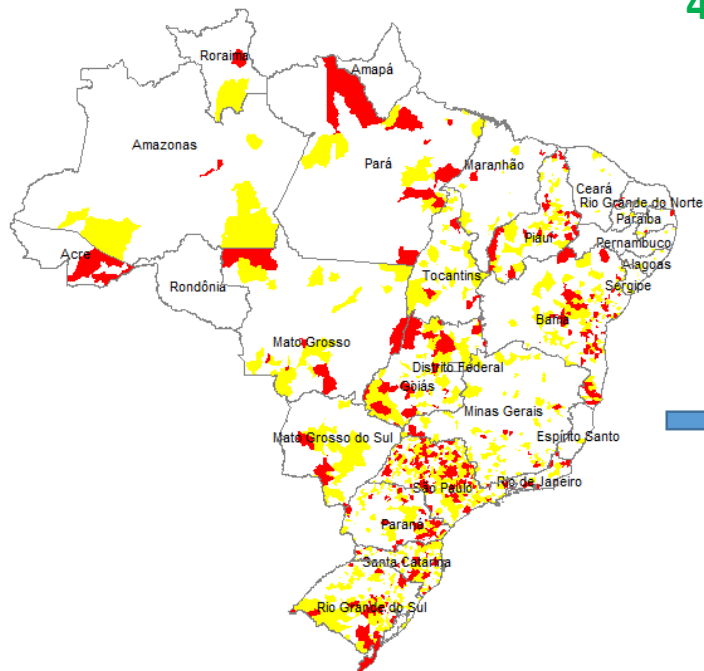 4
Roraima
Amapá
Amazonas
Pará
Maranhão
Ceará
Rio Grande do Norte
Paraíba
Piauí
Pernambuco
Acre
Alagoas
Tocantins
Sergipe
Rondônia
Bahia
Mato Grosso
Distrito Federal
Goiás
Minas Gerais
Mato Grosso do Sul
Espírito Santo
São Paulo
Rio de Janeiro
Paraná
Santa Catarina
Rio Grande do Sul